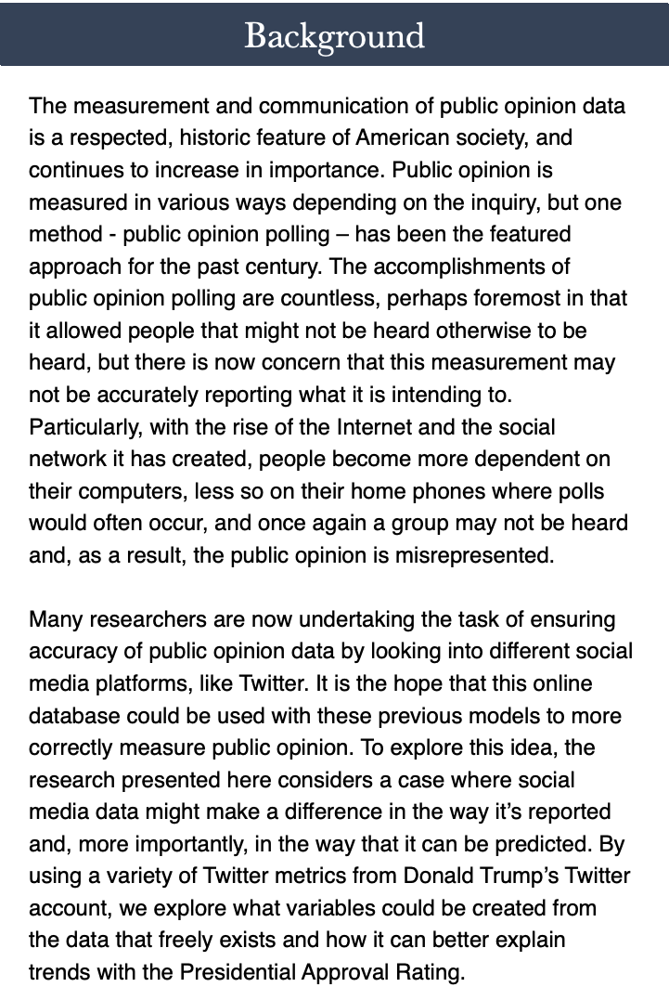 Background
The measurement and communication of public opinion data
is a respected, historic feature of American society, and
continues to increase in importance. Public opinion is
measured in various ways depending on the inquiry, but one
method - public opinion polling – has been the featured
approach for the past century. The accomplishments of
public opinion polling are countless, perhaps foremost in that
it allowed people that might not be heard otherwise to be
heard, but there is now concern that this measurement may
not be accurately reporting what it is intending to.
Particularly, with the rise of the Internet and the social
network it has created, people become more dependent on
their computers, less so on their home phones where polls
would often occur, and once again a group may not be heard
and, as a result, the public opinion is misrepresented.
Many researchers are now undertaking the task of ensuring
accuracy of public opinion data by looking into different social
media platforms, like Twitter. It is the hope that this online
database could be used with these previous models to more
correctly measure public opinion. To explore this idea, the
research presented here considers a case where social
media data might make a difference in the way it’s reported
and, more importantly, in the way that it can be predicted. By
using a variety of Twitter metrics from Donald Trump’s Twitter
account, we explore what variables could be created from
the data that freely exists and how it can better explain
trends with the Presidential Approval Rating.